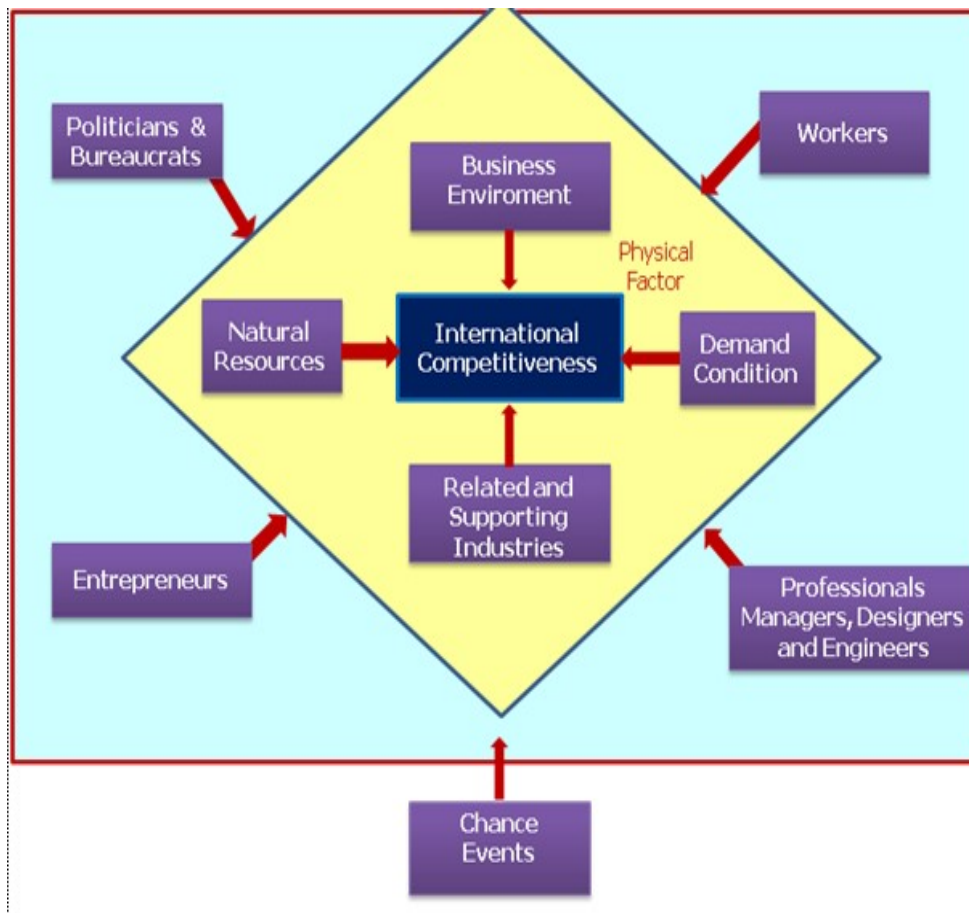 Politicians &
Bureaucrats
Workers
Business
Enviroment
Physical
Factor
Natural
Resources
International
Competitiveness
Demand
Condition
Related and
Supporting
Industries
Entrepreneurs
Professionals
Managers, Designers
and Engineers
Chance
Events